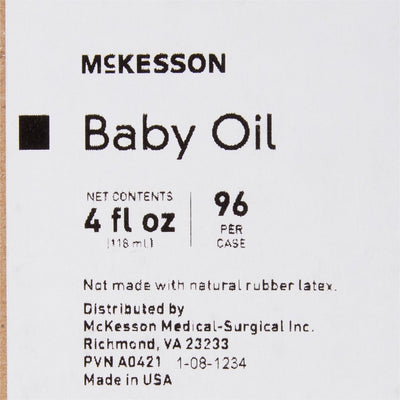 McKESSON
Baby Oil
NET CONTENTS
4 fl oz
(118 mL)
96
PER
CASE
Not made with natural rubber latex.
Distributed by
McKesson Medical-Surgical Inc.
Richmond, VA 23233
PVN A0421 1-08-1234
Made in USA